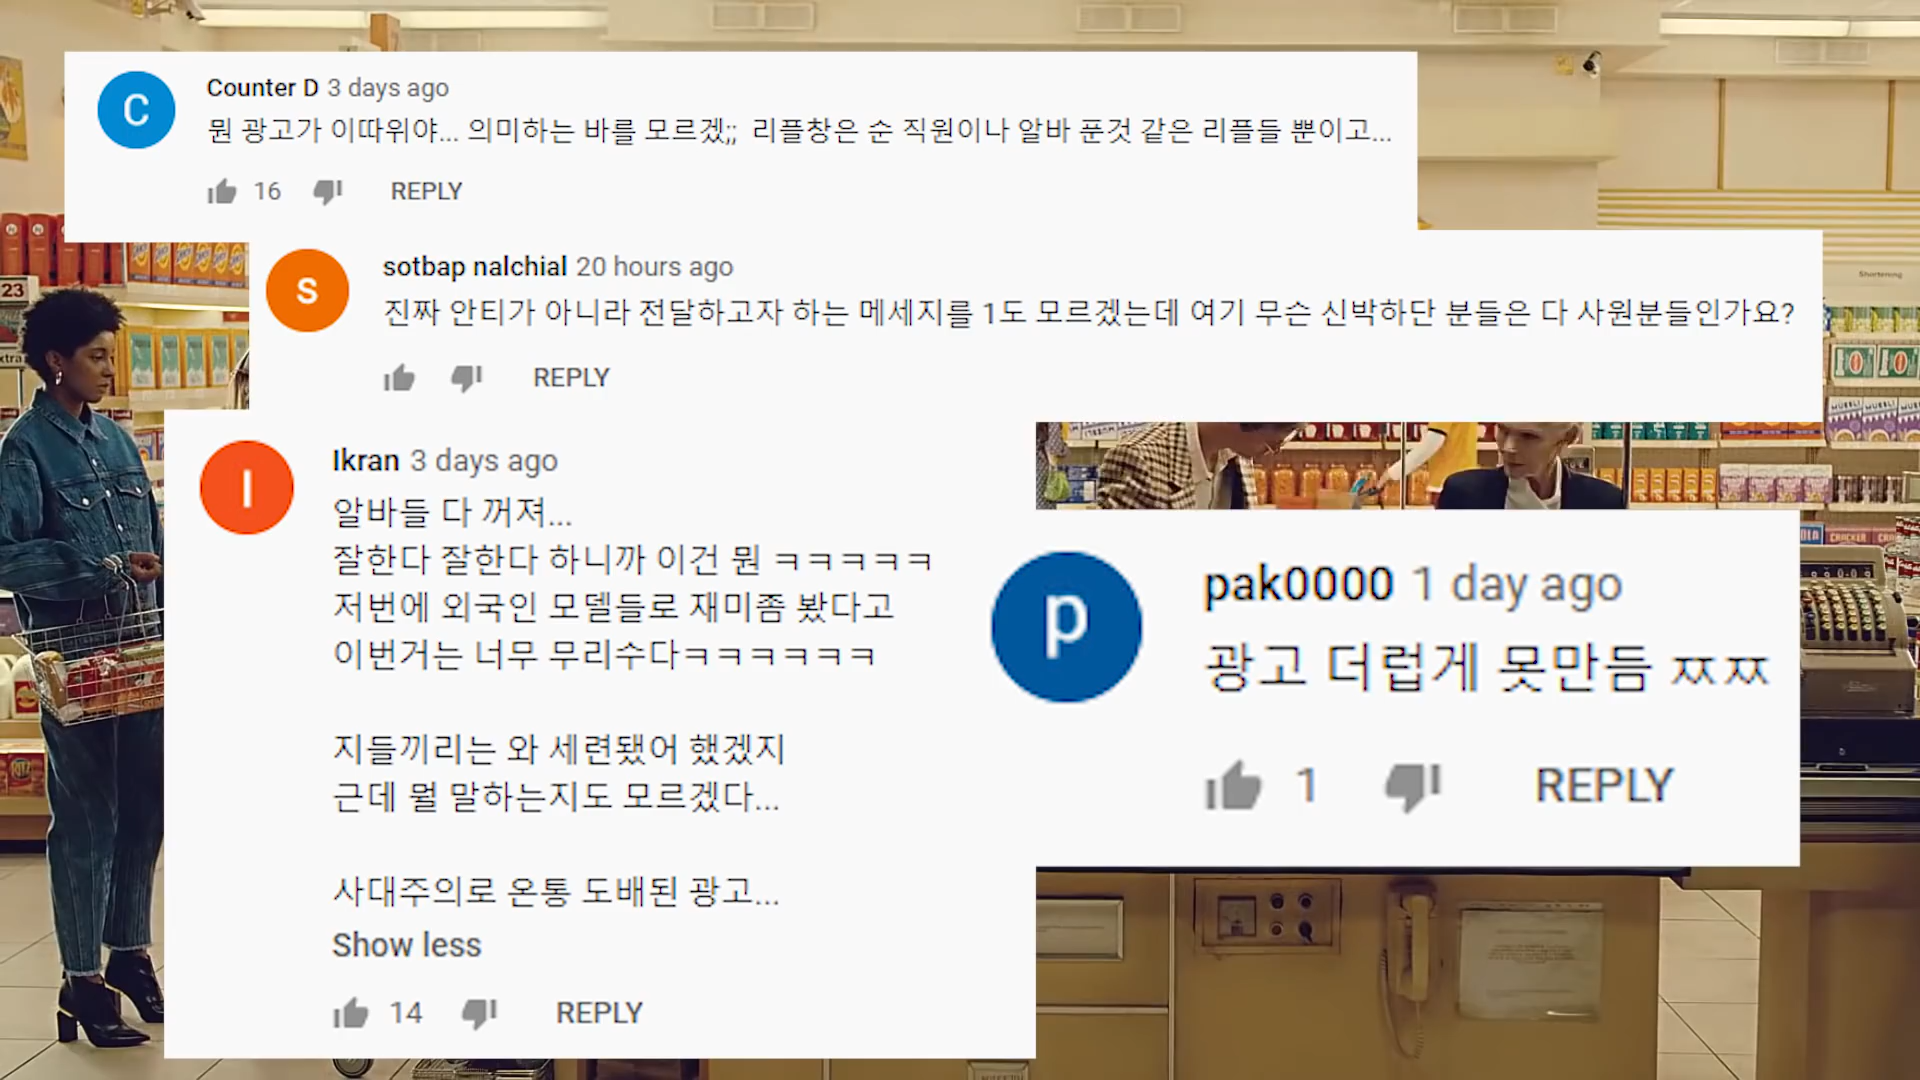 Counter D 3 days ago
뭔 광고가 이따위야... 의미하는 바를 모르겠;; 리플창은 순 직원이나 알바 푼것 같은 리플들 뿐이고...
16 REPLY
sotbap nalchial 20 hours ago
진짜 안티가 아니라 전달하고자 하는 메세지를 1도 모르겠는데 여기 무슨 신박하단 분들은 다 사원분들인가요?
REPLY
Ikran 3 days ago
알바들 다 꺼져...
잘한다 잘한다 하니까 이건 뭔 ㅋㅋㅋㅋㅋ
저번에 외국인 모델들로 재미좀 봤다고
이번거는 너무 무리수다ㅋㅋㅋㅋㅋㅋ
지들끼리는 와 세련됐어 했겠지
근데 뭘 말하는지도 모르겠다...
사대주의로 온통 도배된 광고...
Show less
14 REPLY
pak0000 1 day ago
광고 더럽게 못만듬 ㅉㅉ
1 REPLY
23
Shortening
RITZ
CRACKER